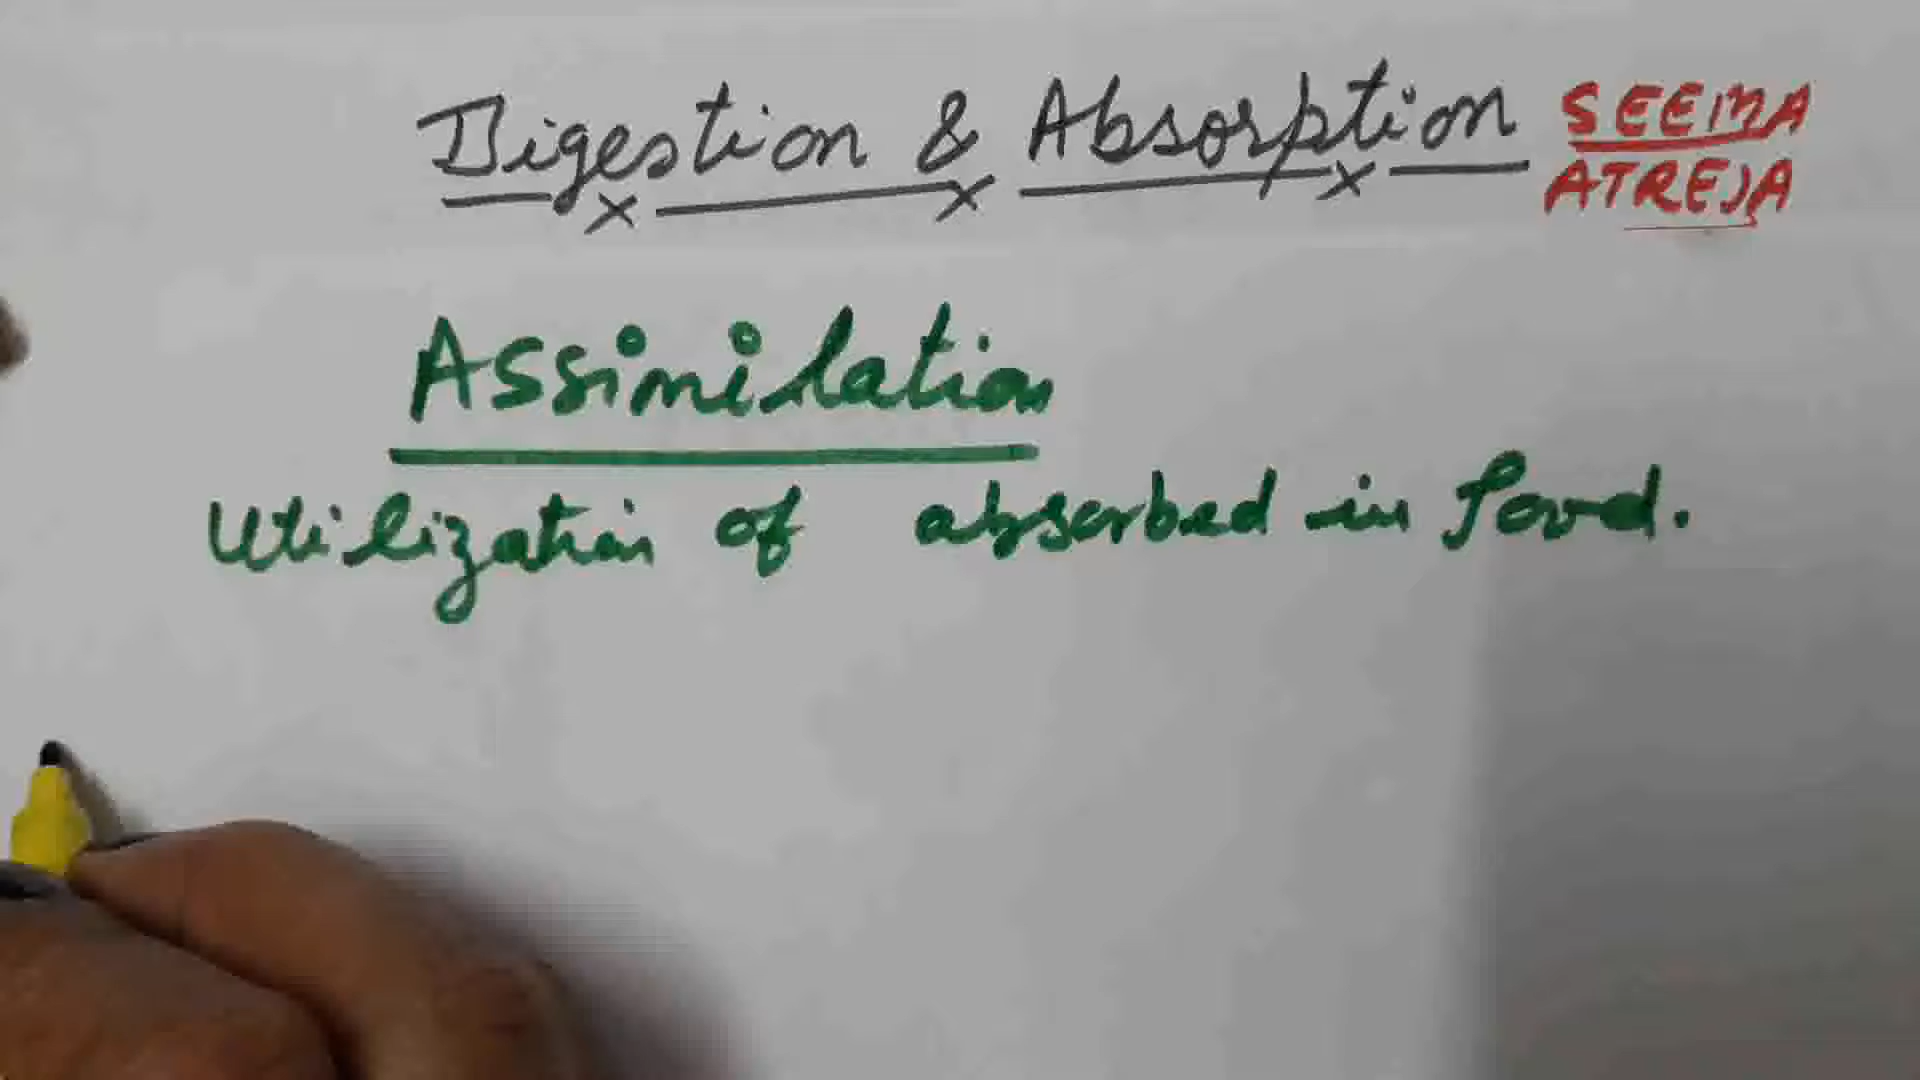 Digestion & Absorption
SEEMA
ATREJA
Assimilation
Utilization of absorbed in food.